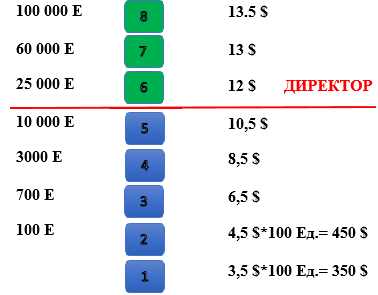 100 000 Е 8 13.5 $
60 000 Е 7 13 $
25 000 Е 6 12 $ ДИРЕКТОР
10 000 Е 5 10,5 $
3000 Е 4 8,5 $
700 Е 3 6,5 $
100 Е 2 4,5 $*100 Ед.= 450 $
1 3,5 $*100 Ед.= 350 $